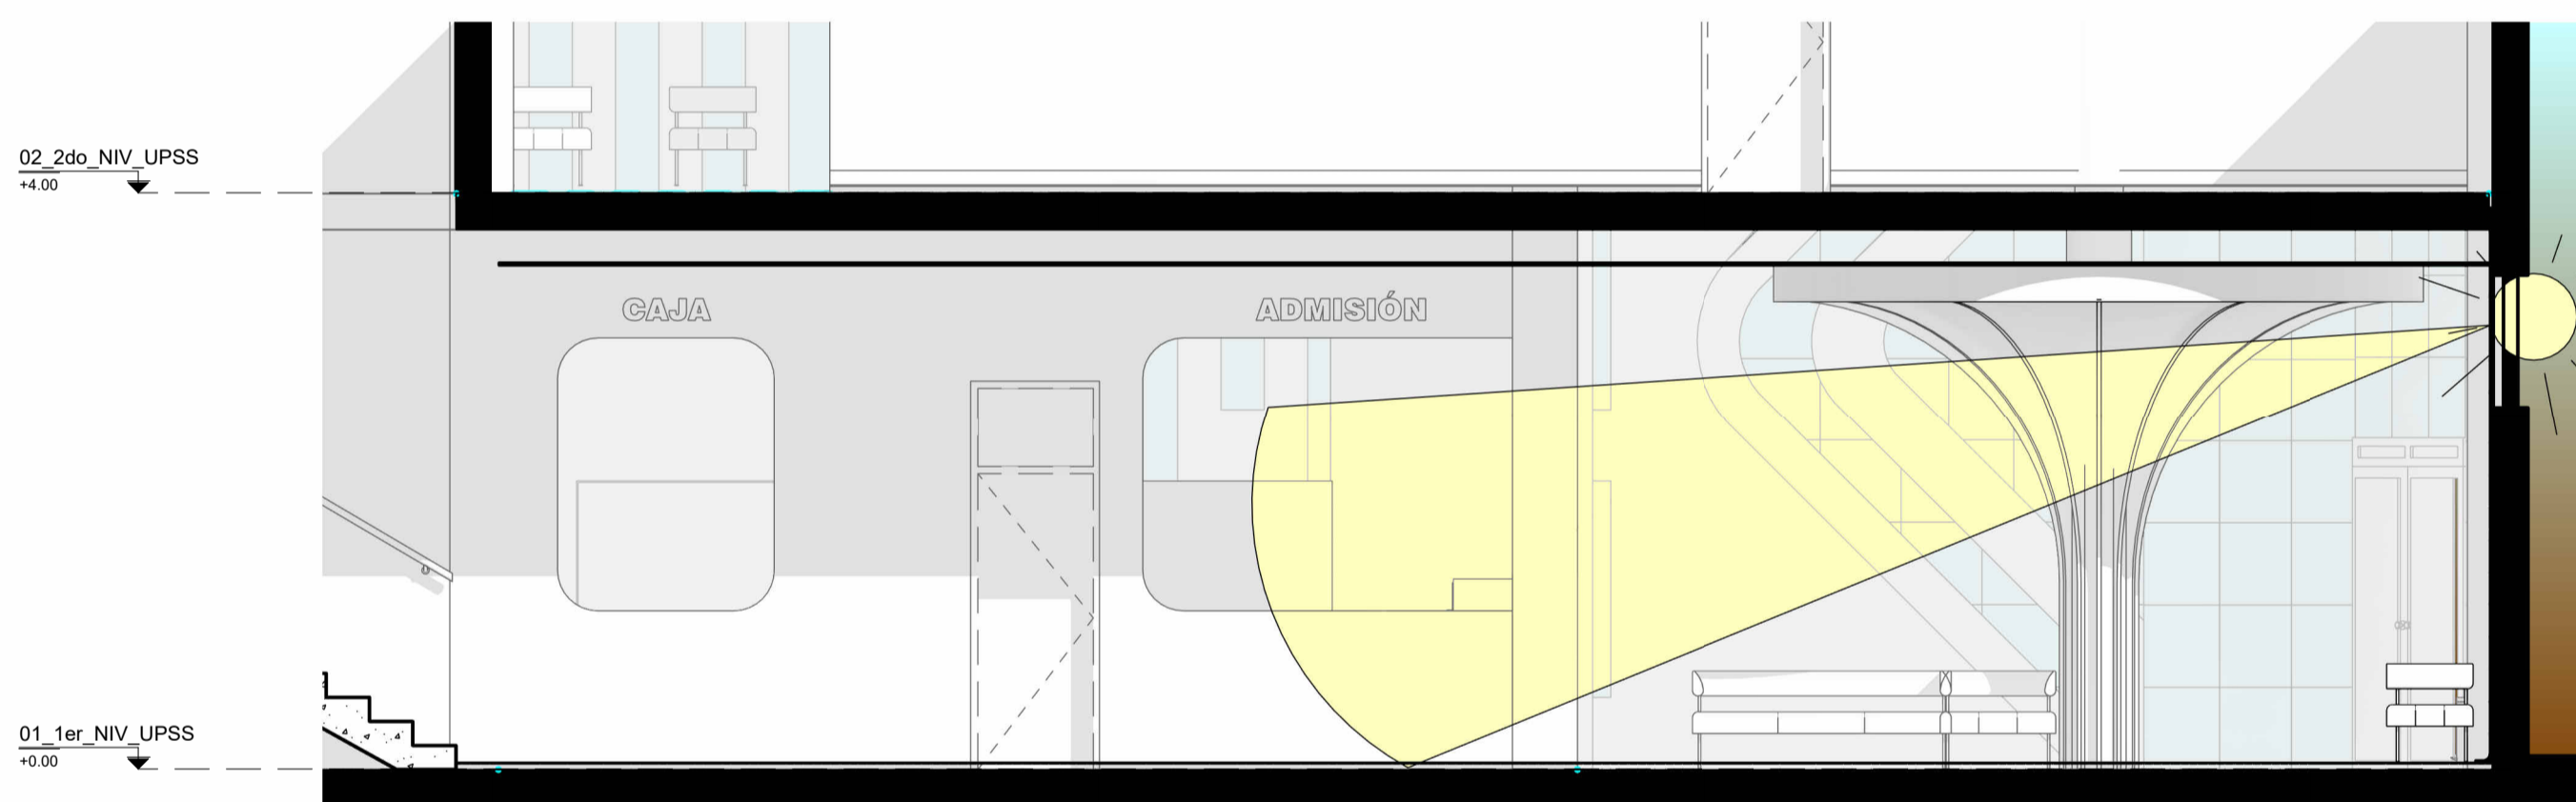 02_2do_NIV_UPSS
+4.00
CAJA
ADMISIÓN
01_1er_NIV_UPSS
+0.00